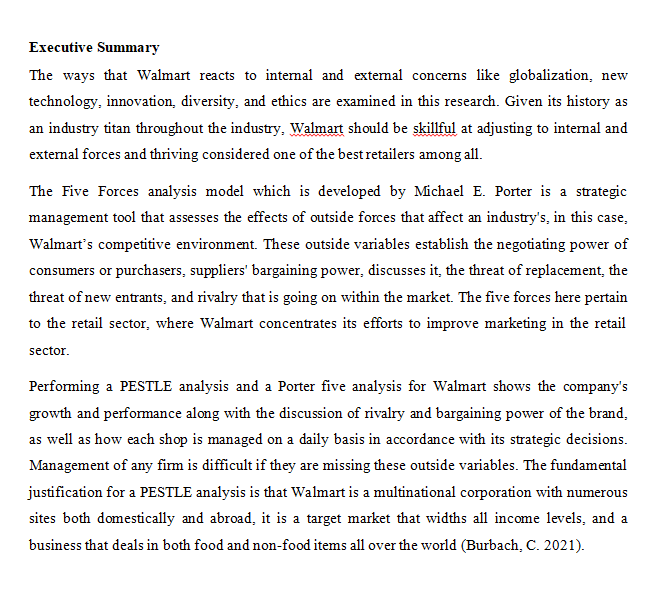 Executive Summary
The ways that Walmart reacts to internal and external concerns like globalization, new
technology, innovation, diversity, and ethics are examined in this research. Given its history as
an industry titan throughout the industry, Walmart should be skillful at adjusting to internal and
external forces and thriving considered one of the best retailers among all.
The Five Forces analysis model which is developed by Michael E. Porter is a strategic
management tool that assesses the effects of outside forces that affect an industry's, in this case,
Walmart’s competitive environment. These outside variables establish the negotiating power of
consumers or purchasers, suppliers' bargaining power, discusses it, the threat of replacement, the
threat of new entrants, and rivalry that is going on within the market. The five forces here pertain
to the retail sector, where Walmart concentrates its efforts to improve marketing in the retail
sector.
Performing a PESTLE analysis and a Porter five analysis for Walmart shows the company's
growth and performance along with the discussion of rivalry and bargaining power of the brand,
as well as how each shop is managed on a daily basis in accordance with its strategic decisions.
Management of any firm is difficult if they are missing these outside variables. The fundamental
justification for a PESTLE analysis is that Walmart is a multinational corporation with numerous
sites both domestically and abroad, it is a target market that widths all income levels, and a
business that deals in both food and non-food items all over the world (Burbach, C. 2021).